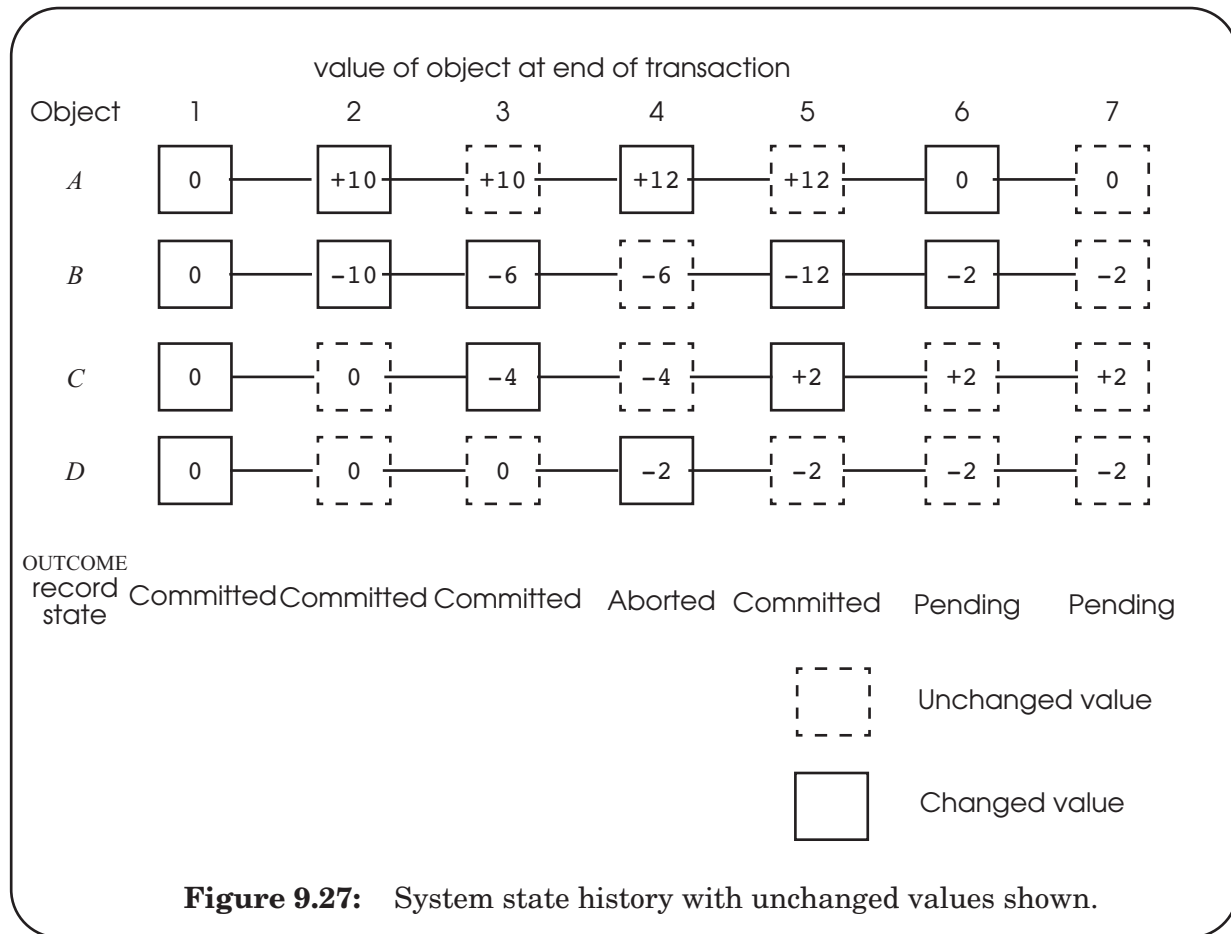 value of object at end of transaction
Object 1 2 3 4 5 6 7
A 0 +10 +10 +12 +12 0 0
B 0 -10 -6 -6 -12 -2 -2
C 0 0 -4 -4 +2 +2 +2
D 0 0 0 -2 -2 -2 -2
OUTCOME
record
state
Committed Committed Committed Aborted Committed Pending Pending
Unchanged value
Changed value
Figure 9.27: System state history with unchanged values shown.